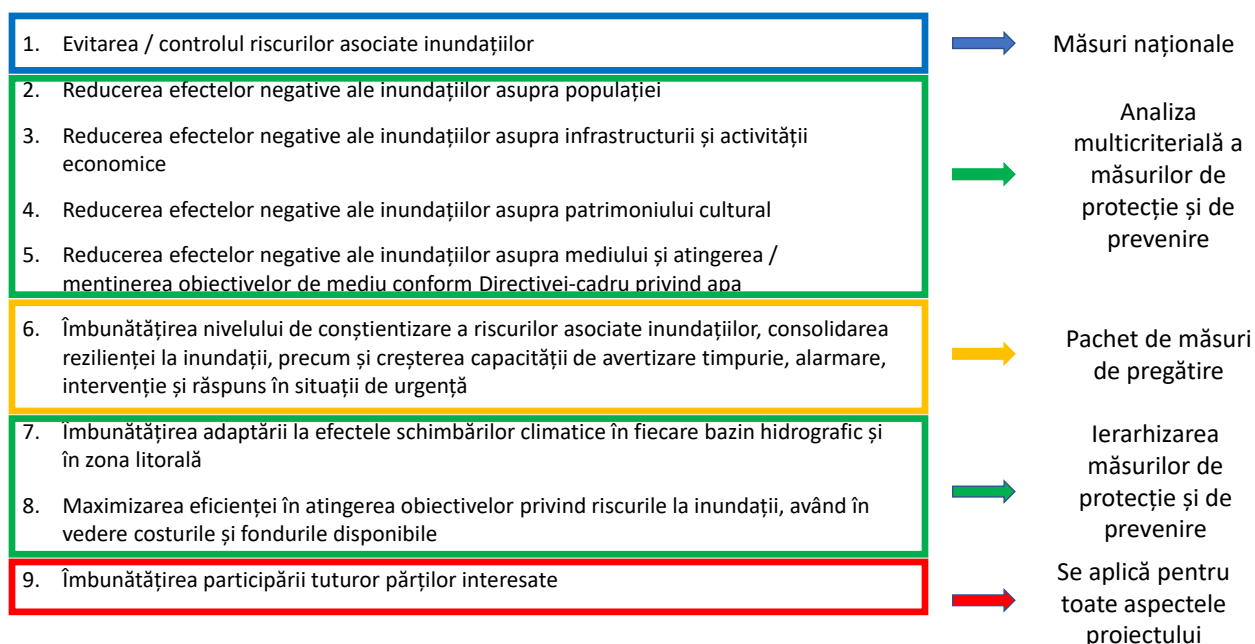 1. Evitarea / controlul riscurilor asociate inundațiilor
Măsuri naționale
2. Reducerea efectelor negative ale inundațiilor asupra populației
3. Reducerea efectelor negative ale inundațiilor asupra infrastructurii și activității
economice
4. Reducerea efectelor negative ale inundațiilor asupra patrimoniului cultural
5. Reducerea efectelor negative ale inundațiilor asupra mediului și atingerea /
mentinerea obiectivelor de mediu conform Directivei-cadru privind apa
Analiza
multicriterială a
măsurilor de
protecție și de
prevenire
6. Îmbunătățirea nivelului de conștientizare a riscurilor asociate inundațiilor, consolidarea
rezilienței la inundații, precum și creșterea capacității de avertizare timpurie, alarmare,
intervenție și răspuns în situații de urgență
Pachet de măsuri
de pregătire
7. Îmbunătățirea adaptării la efectele schimbărilor climatice în fiecare bazin hidrografic și
în zona litorală
8. Maximizarea eficienței în atingerea obiectivelor privind riscurile la inundații, având în
vedere costurile și fondurile disponibile
Ierarhizarea
măsurilor de
protecție și de
prevenire
9. Îmbunătățirea participării tuturor părților interesate
Se aplică pentru
toate aspectele
proiectului